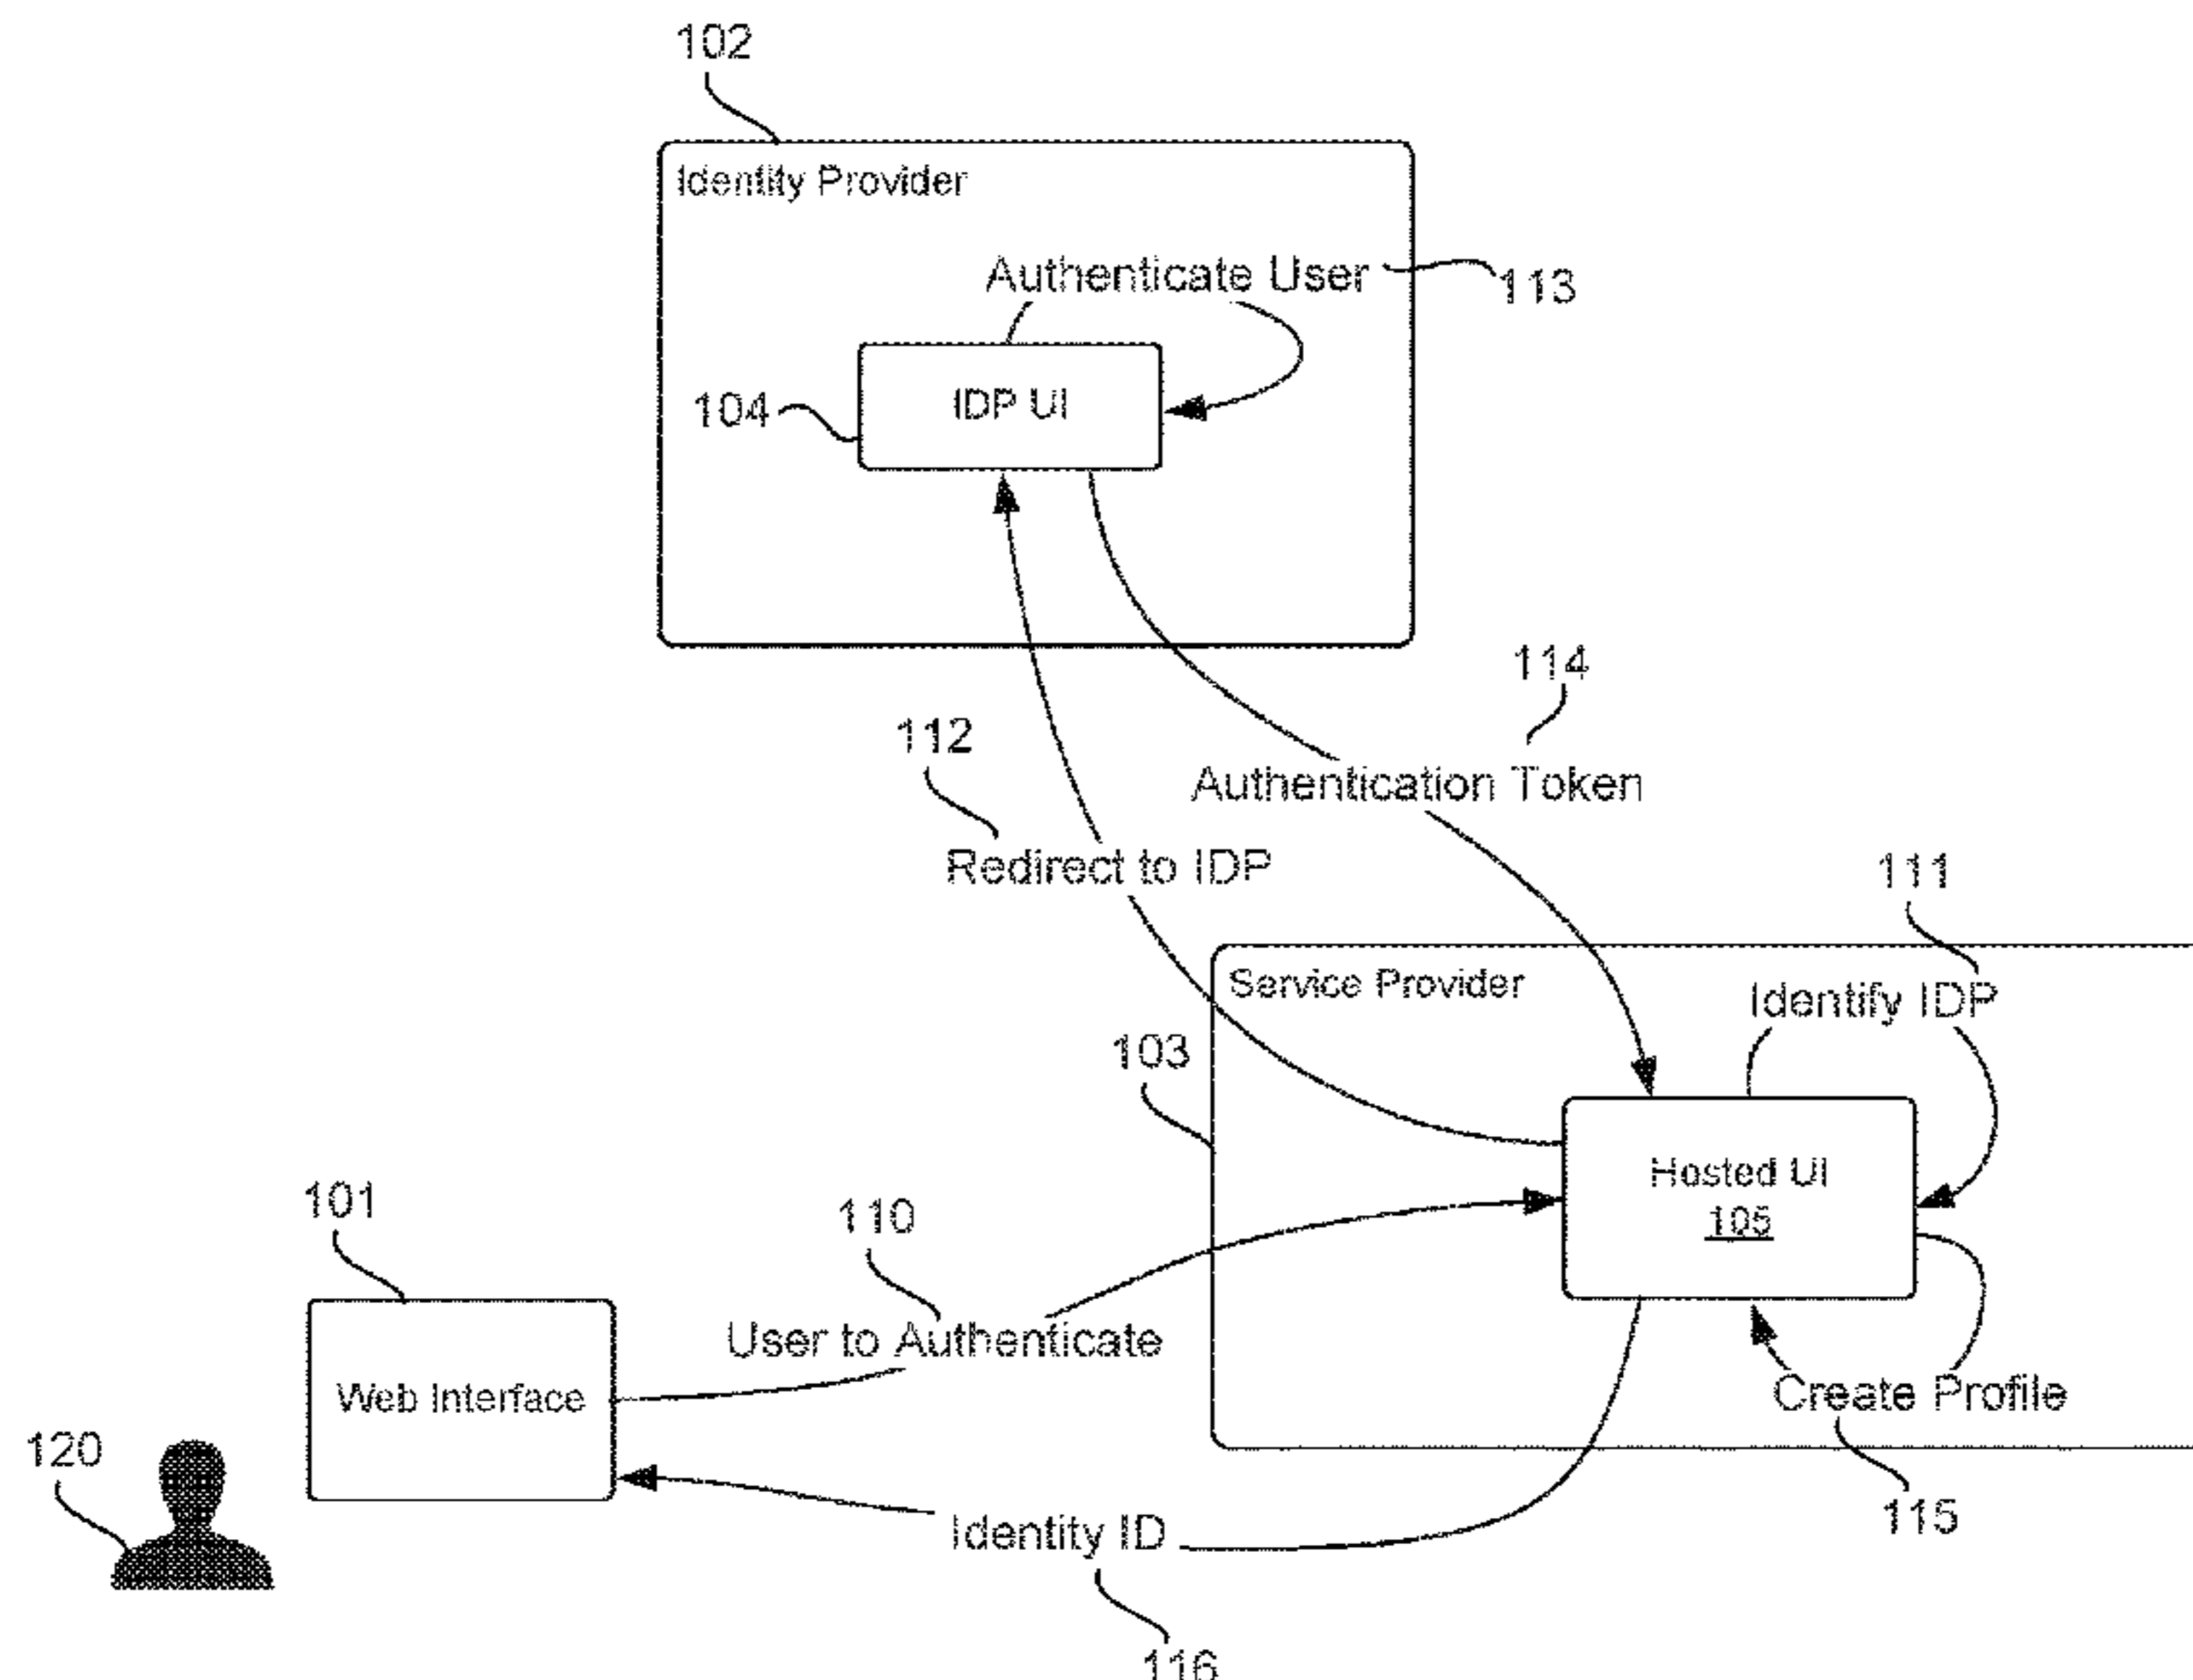 102
Identity Provider
Authenticate User
113
104
IDP UI
114
112
Authentication Token
Redirect to IDP
111
Service Provider
Identify IDP
103
Hosted UI
105
101
110
User to Authenticate
Web Interface
Create Profile
120
115
Identity ID
116